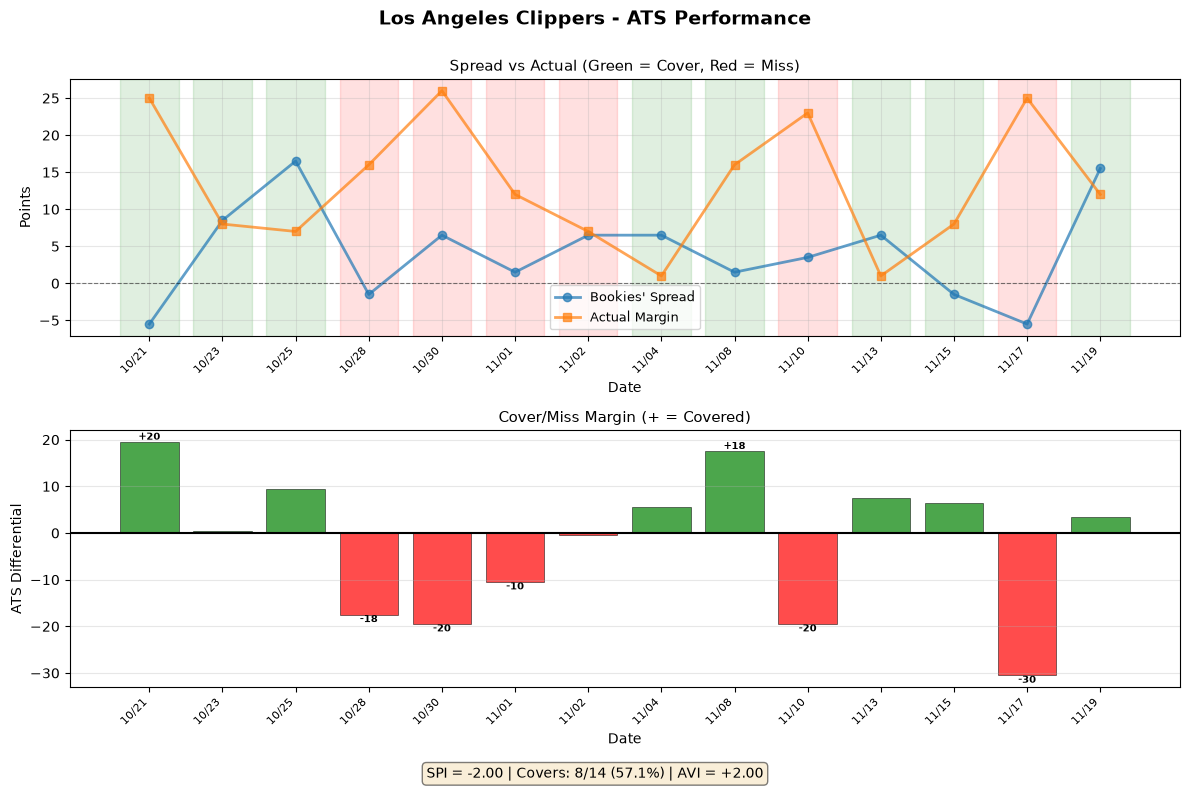 Los Angeles Clippers - ATS Performance
Spread vs Actual (Green = Cover, Red = Miss)
Points
25
20
15
10
5
0
−5
Bookies' Spread
Actual Margin
10/21 10/23 10/25 10/28 10/30 11/01 11/02 11/04 11/08 11/10 11/13 11/15 11/17 11/19
Date
Cover/Miss Margin (+ = Covered)
ATS Differential
20
10
0
−10
−20
−30
+20 -18 -20 -10 +18 -20 -30
10/21 10/23 10/25 10/28 10/30 11/01 11/02 11/04 11/08 11/10 11/13 11/15 11/17 11/19
Date
SPI = -2.00 | Covers: 8/14 (57.1%) | AVI = +2.00